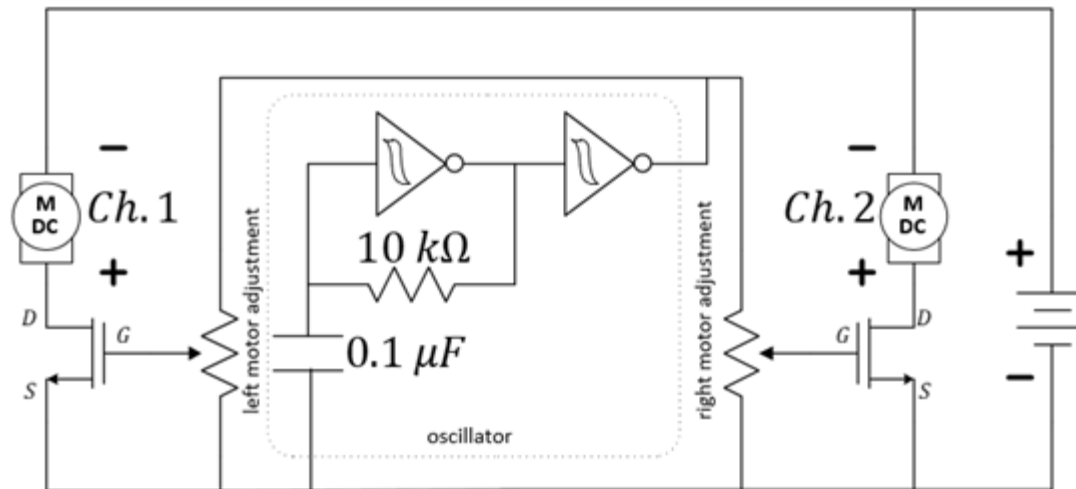 M
DC
Ch. 1
−
+
D
G
S
left motor adjustment
10 kΩ
0.1 μF
oscillator
right motor adjustment
Ch. 2
−
+
M
DC
G
D
S
+
−